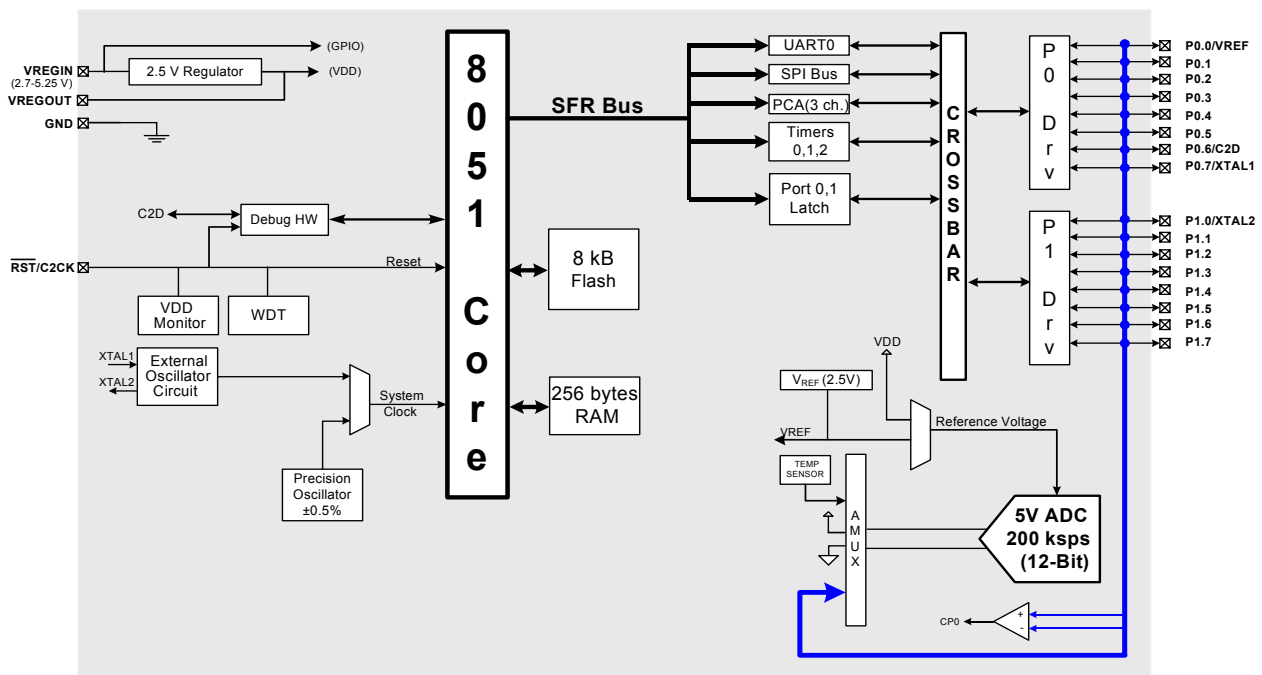 VREGIN
(2.7-5.25 V)
VREGOUT
GND
2.5 V Regulator
(GPIO)
(VDD)
C2D
Debug HW
RST/C2CK
Reset
VDD
Monitor
WDT
XTAL1
XTAL2
External
Oscillator
Circuit
System
Clock
Precision
Oscillator
±0.5%
8
0
5
1
C
o
r
e
SFR Bus
8 kB
Flash
256 bytes
RAM
UART0
SPI Bus
PCA(3 ch.)
Timers
0,1,2
Port 0,1
Latch
C
R
O
S
S
B
A
R
P
0
D
r
v
P
1
D
r
v
P0.0/VREF
P0.1
P0.2
P0.3
P0.4
P0.5
P0.6/C2D
P0.7/XTAL1
P1.0/XTAL2
P1.1
P1.2
P1.3
P1.4
P1.5
P1.6
P1.7
VDD
VREF (2.5V)
VREF
Reference Voltage
TEMP
SENSOR
A
M
U
X
5V ADC
200 ksps
(12-Bit)
CP0
+
-